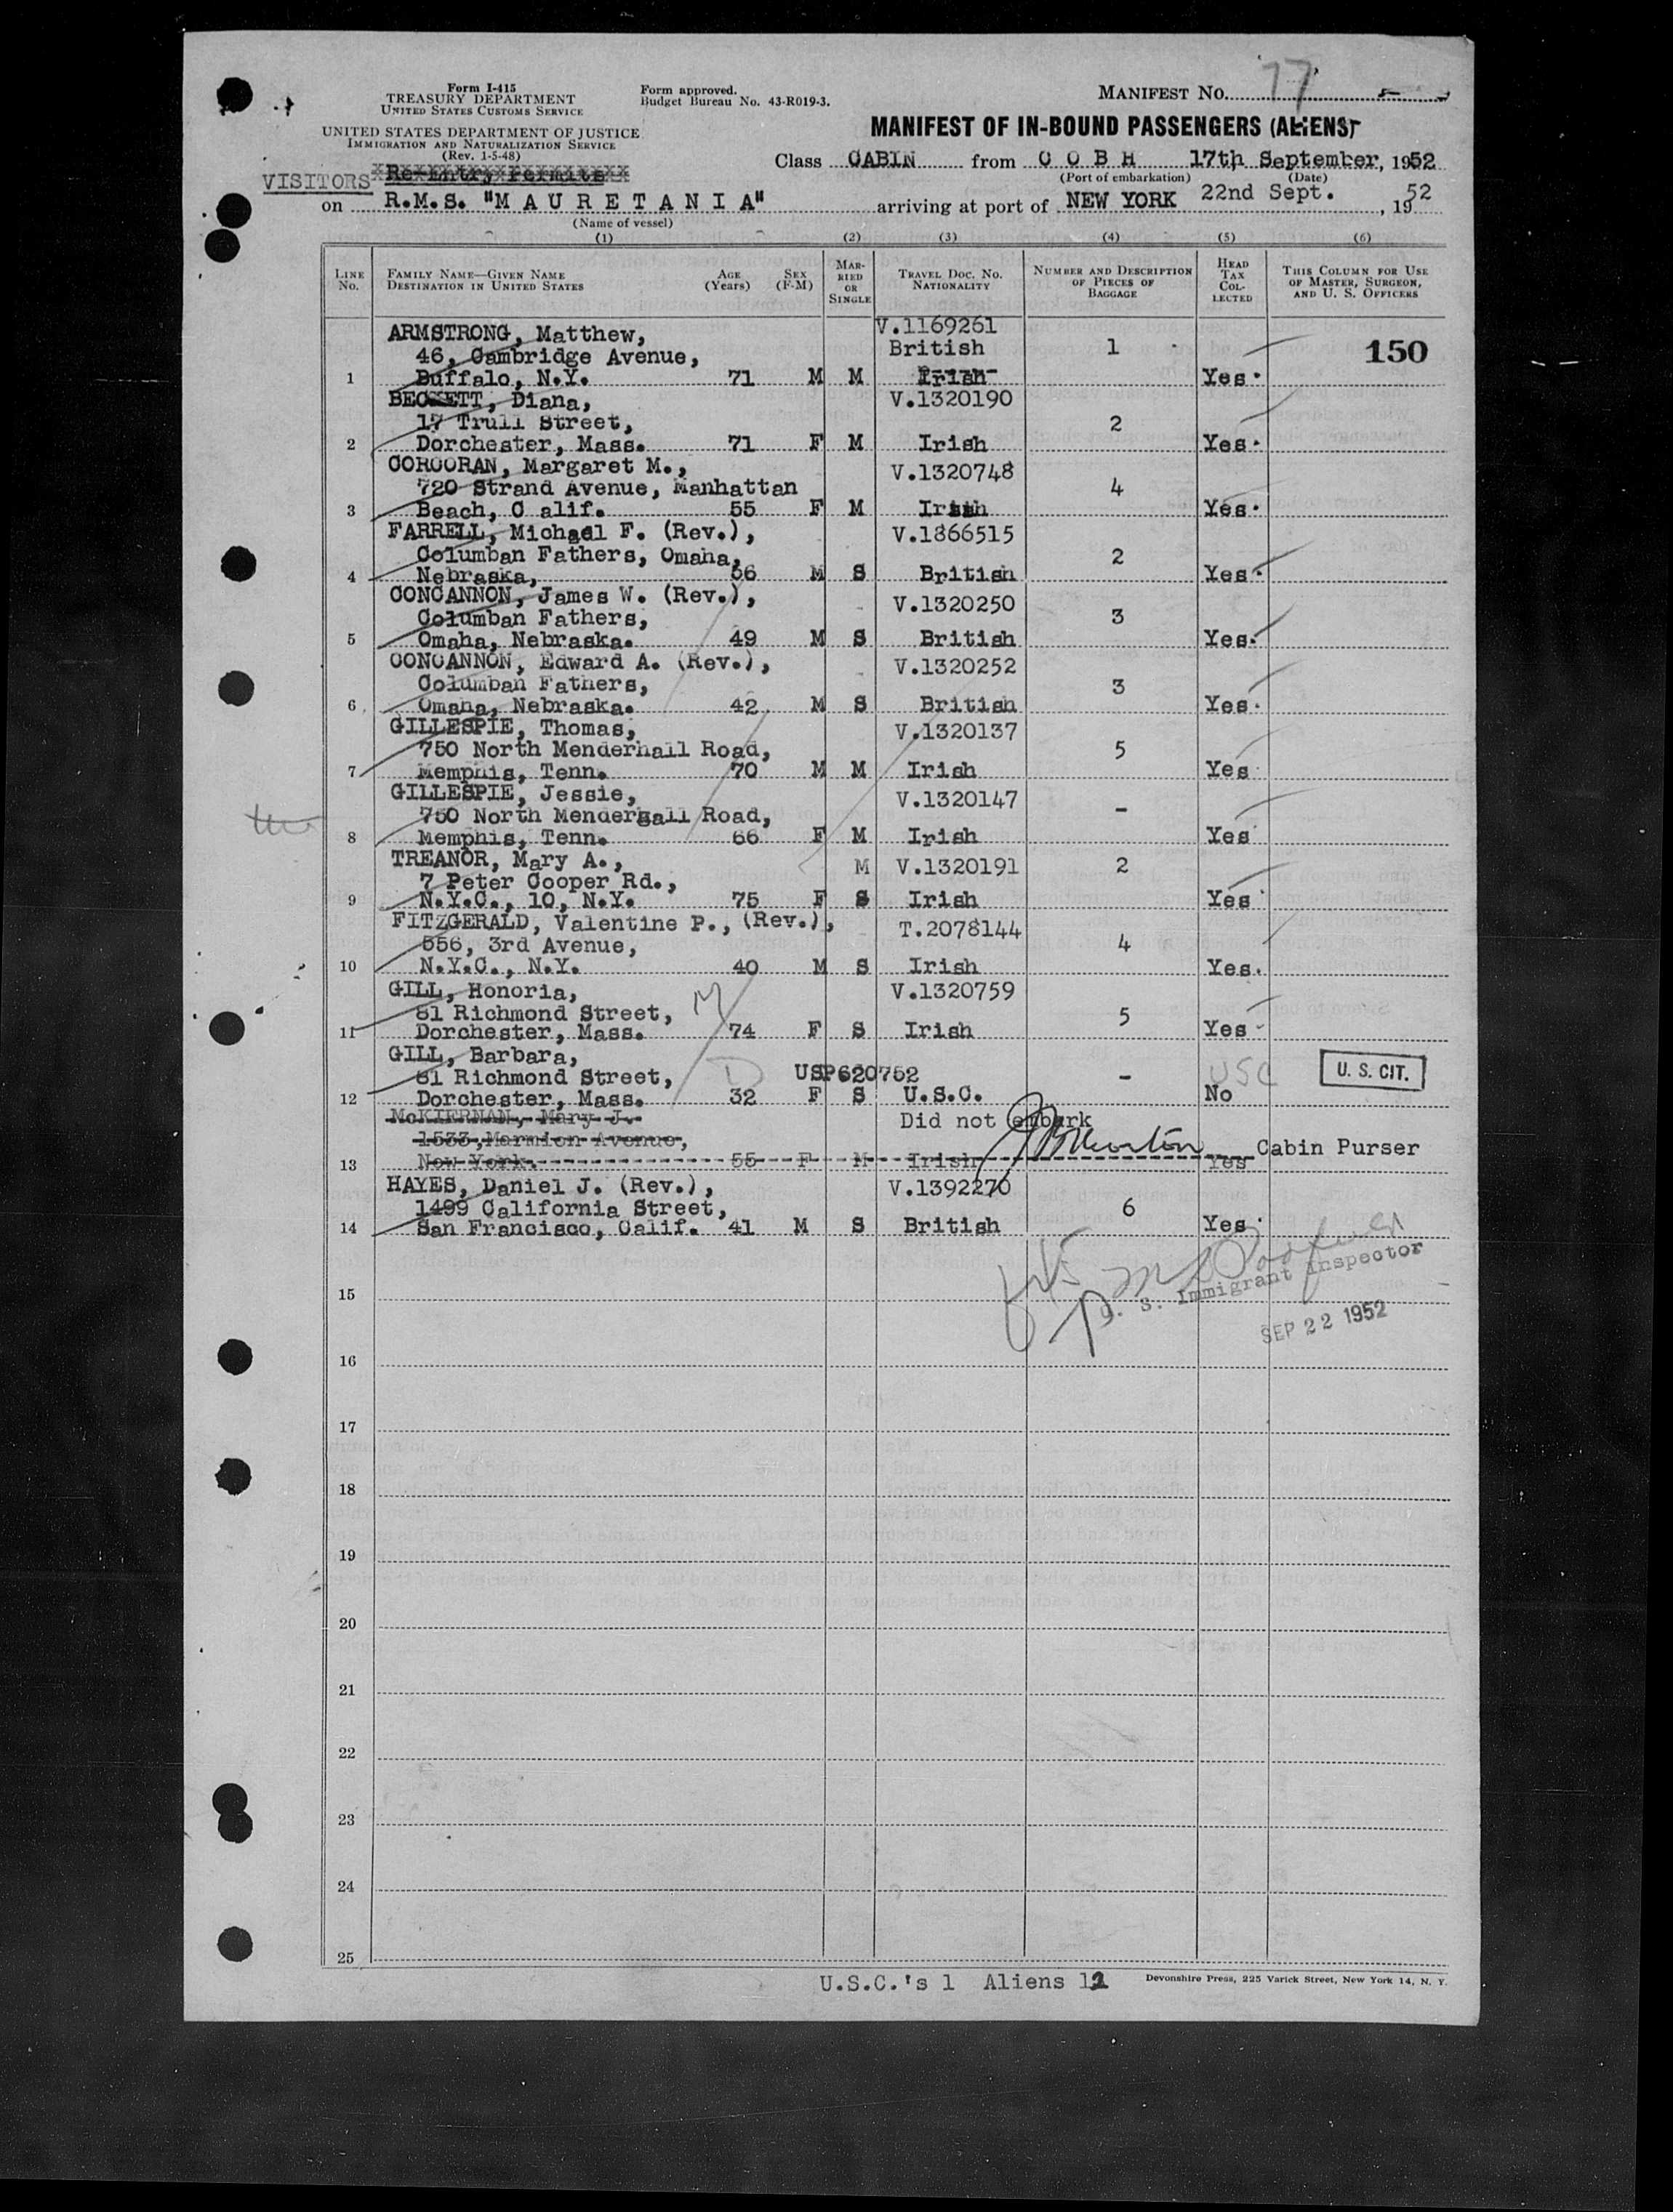 Form I-415
TREASURY DEPARTMENT
UNITED STATES CUSTOMS SERVICE
UNITED STATES DEPARTMENT OF JUSTICE
IMMIGRATION AND NATURALIZATION SERVICE
(Rev. 1-5-48)
Form approved.
Budget Bureau No. 43-R019-3.
MANIFEST NO. 77
MANIFEST OF IN-BOUND PASSENGERS (ALIENS)
Class CABIN from C O B H 17th September, 1952
(Port of embarkation) (Date)
VISITORS Re-Entry Permits
on R.M.S. "M A U R E T A N I A" arriving at port of NEW YORK 22nd Sept. , 1952
(Name of vessel)
(1) (2) (3) (4) (5) (6)
LINE No. FAMILY NAME—GIVEN NAME DESTINATION IN UNITED STATES AGE (Years) SEX (F-M) MARRIED OR SINGLE TRAVEL DOC. NO. NATIONALITY NUMBER AND DESCRIPTION OF PIECES OF BAGGAGE HEAD TAX COLLECTED THIS COLUMN FOR USE OF MASTER, SURGEON, AND U. S. OFFICERS
ARMSTRONG, Matthew, V.1169261
46, Cambridge Avenue, British 1 150
1 Buffalo, N.Y. 71 M M Irish Yes.
BECKETT, Diana, V.1320190
17 Trull Street, 2
2 Dorchester, Mass. 71 F M Irish Yes.
CORCORAN, Margaret M., V.1320748
720 Strand Avenue, Manhattan 4
3 Beach, C alif. 55 F M Irish Yes.
FARRELL, Michael F. (Rev.), V.1866515
Columban Fathers, Omaha, 2
4 Nebraska, 56 M S British Yes.
CONCANNON, James W. (Rev.), V.1320250
Columban Fathers, 3
5 Omaha, Nebraska. 49 M S British Yes.
CONCANNON, Edward A. (Rev.), V.1320252
Columban Fathers, 3
6 Omaha, Nebraska. 42 M S British Yes.
GILLESPIE, Thomas, V.1320137
750 North Menderhall Road, 5
7 Memphis, Tenn. 70 M M Irish Yes
GILLESPIE, Jessie, V.1320147
750 North Mendergall Road, -
8 Memphis, Tenn. 66 F M Irish Yes
TREANOR, Mary A., M V.1320191 2
7 Peter Cooper Rd.,
9 N.Y.C., 10, N.Y. 75 F S Irish Yes
FITZGERALD, Valentine P., (Rev.), T.2078144
556, 3rd Avenue, 4
10 N.Y.C., N.Y. 40 M S Irish Yes.
GILL, Honoria, V.1320759
81 Richmond Street, 5
11 Dorchester, Mass. 74 F S Irish Yes
GILL, Barbara,
81 Richmond Street, D USP620752 - USC U. S. CIT.
12 Dorchester, Mass. 32 F S U.S.C. No
McKIERNAN, Mary J. Did not embark
1533, Marmion Avenue, Cabin Purser
13 New York. 55 F M Irish Yes
HAYES, Daniel J. (Rev.), V.1392270
1499 California Street, 6
14 San Francisco, Calif. 41 M S British Yes
U. S. Immigrant Inspector
15
SEP 22 1952
16
17
18
19
20
21
22
23
24
25
U.S.C.'s 1 Aliens 12
Devonshire Press, 225 Varick Street, New York 14, N. Y.